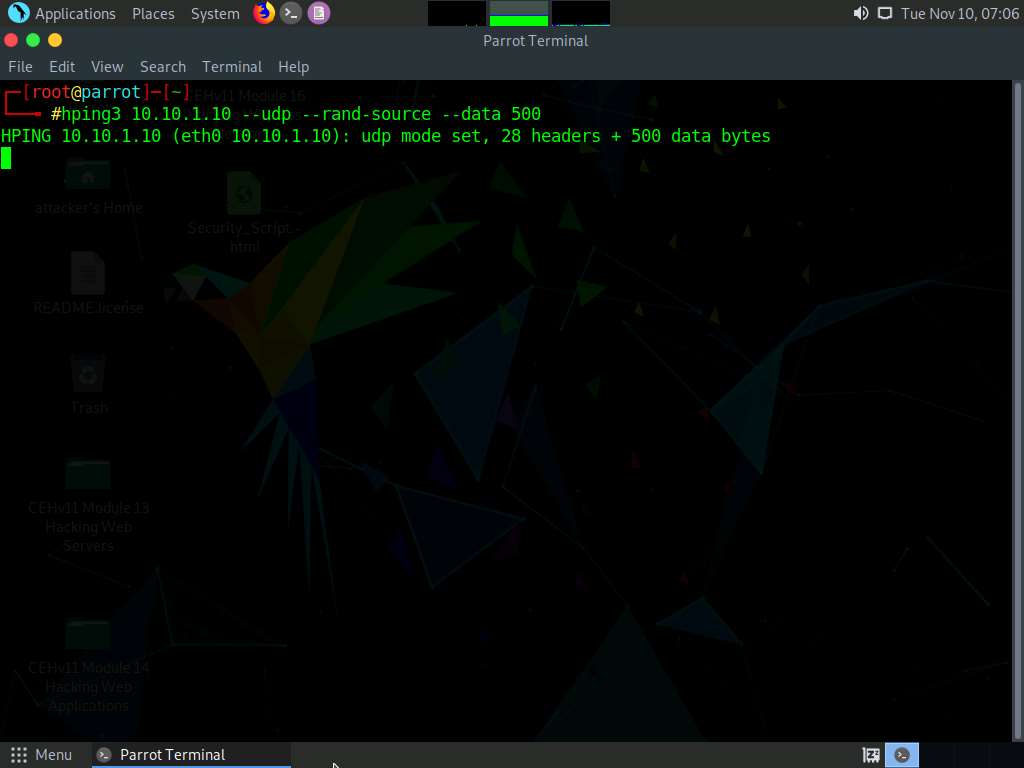 Applications Places System Tue Nov 10, 07:06
Parrot Terminal
File Edit View Search Terminal Help
┌─[root@parrot]─[~]
└──╼ #hping3 10.10.1.10 --udp --rand-source --data 500
HPING 10.10.1.10 (eth0 10.10.1.10): udp mode set, 28 headers + 500 data bytes
attacker's Home
Security_Script.-
html
README.license
Trash
CEHv11 Module 13
Hacking Web
Servers
CEHv11 Module 14
Hacking Web
Applications
Menu Parrot Terminal